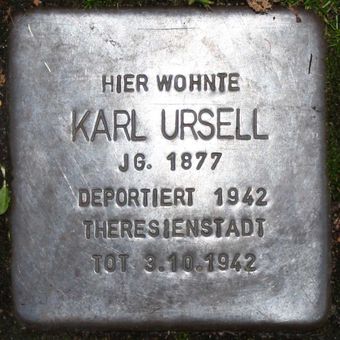 HIER WOHNTE
KARL URSELL
JG. 1877
DEPORTIERT 1942
THERESIENSTADT
TOT 3.10.1942